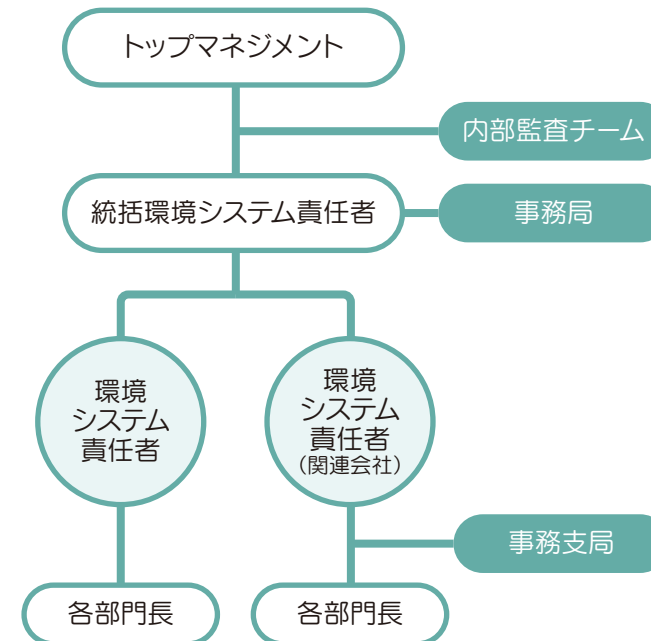 トップマネジメント
内部監査チーム
統括環境システム責任者
事務局
環境
システム
責任者
環境
システム
責任者
（関連会社）
事務支局
各部門長
各部門長